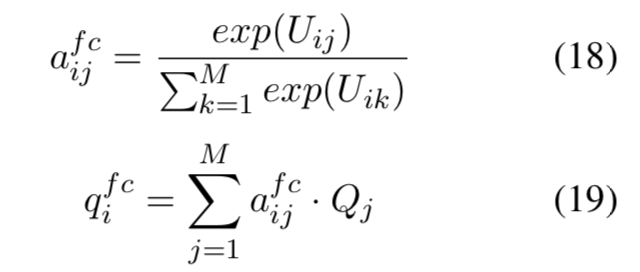 a_{ij}^{fc} = \frac{exp(U_{ij})}{\sum_{k=1}^{M} exp(U_{ik})} (18)
q_i^{fc} = \sum_{j=1}^{M} a_{ij}^{fc} \cdot Q_j (19)